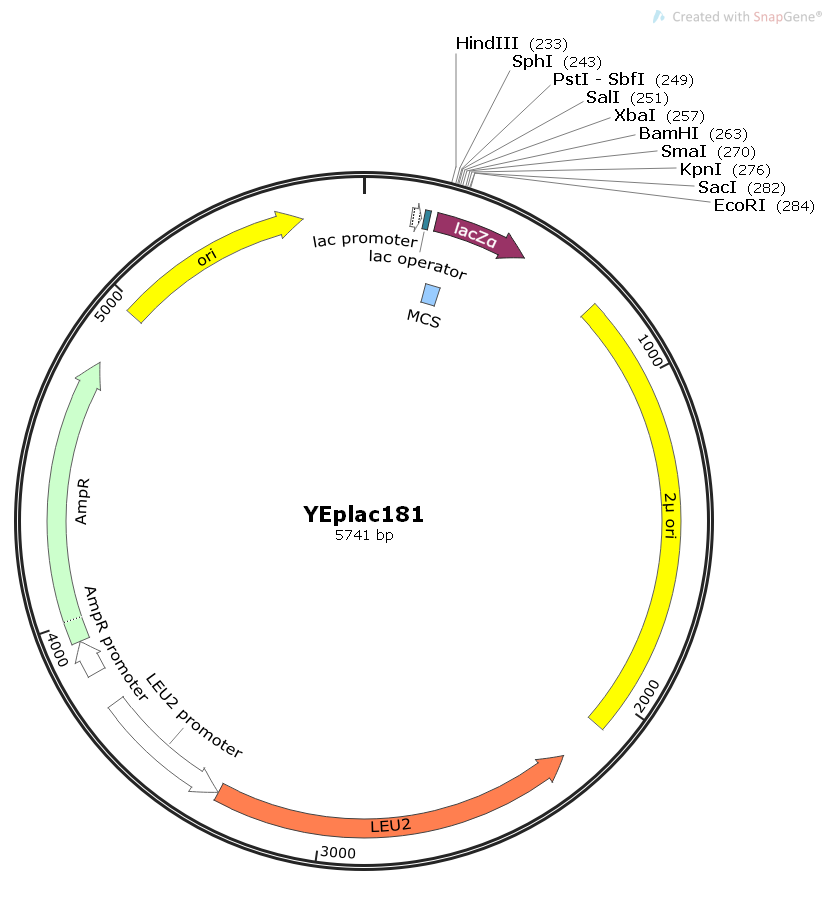 Created with SnapGene®
HindIII (233)
SphI (243)
PstI - SbfI (249)
SalI (251)
XbaI (257)
BamHI (263)
SmaI (270)
KpnI (276)
SacI (282)
EcoRI (284)
lacZα
lac promoter
lac operator
MCS
ori
5000
1000
AmpR
2μ ori
YEplac181
5741 bp
AmpR promoter
4000
LEU2 promoter
2000
LEU2
3000